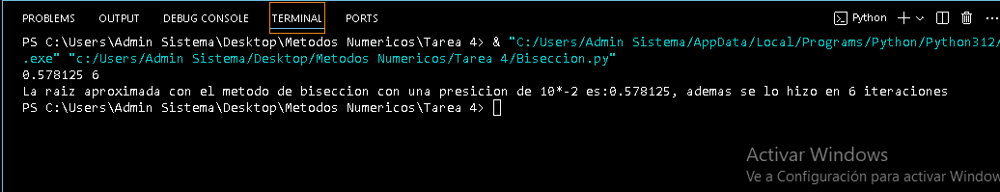 PROBLEMS OUTPUT DEBUG CONSOLE TERMINAL PORTS Python
PS C:\Users\Admin Sistema\Desktop\Metodos Numericos\Tarea 4> & "C:/Users/Admin Sistema/AppData/Local/Programs/Python/Python312/
.exe" "c:/Users/Admin Sistema/Desktop/Metodos Numericos/Tarea 4/Biseccion.py"
0.578125 6
La raiz aproximada con el metodo de biseccion con una presicion de 10*-2 es:0.578125, ademas se lo hizo en 6 iteraciones
PS C:\Users\Admin Sistema\Desktop\Metodos Numericos\Tarea 4>
Activar Windows
Ve a Configuración para activar Window